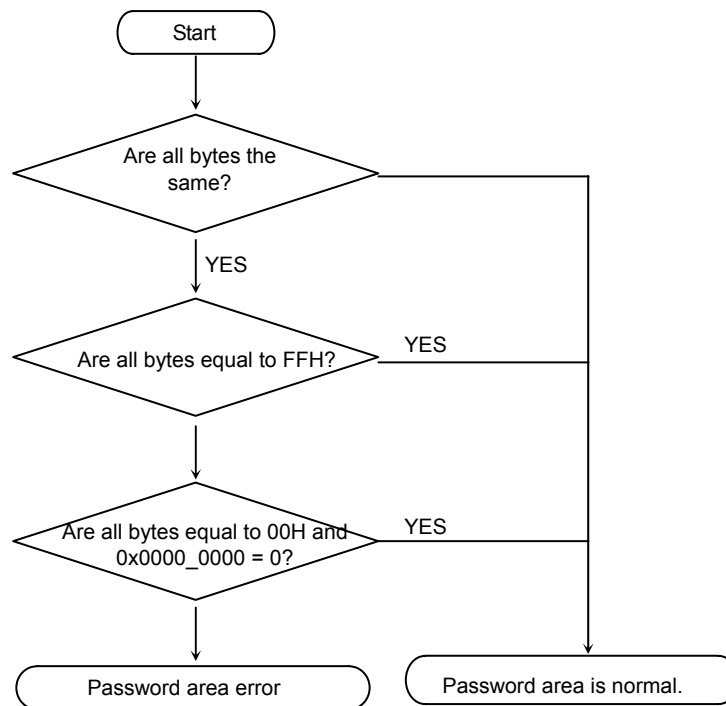 Start
Are all bytes the
same?
YES
Are all bytes equal to FFH?
YES
Are all bytes equal to 00H and
0x0000_0000 = 0?
YES
Password area error
Password area is normal.